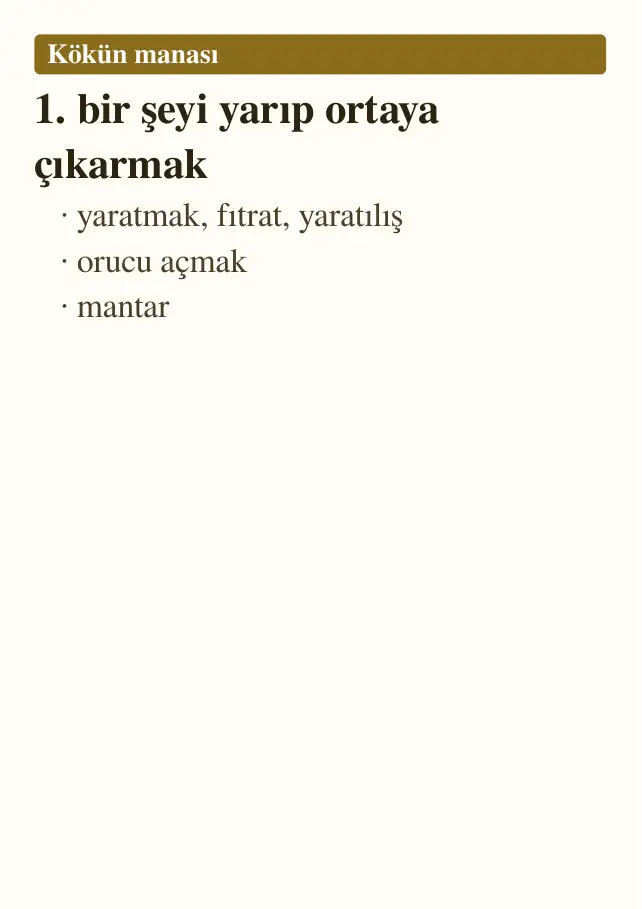 Kökün manası
1. bir şeyi yarıp ortaya
çıkarmak
· yaratmak, fıtrat, yaratılış
· orucu açmak
· mantar